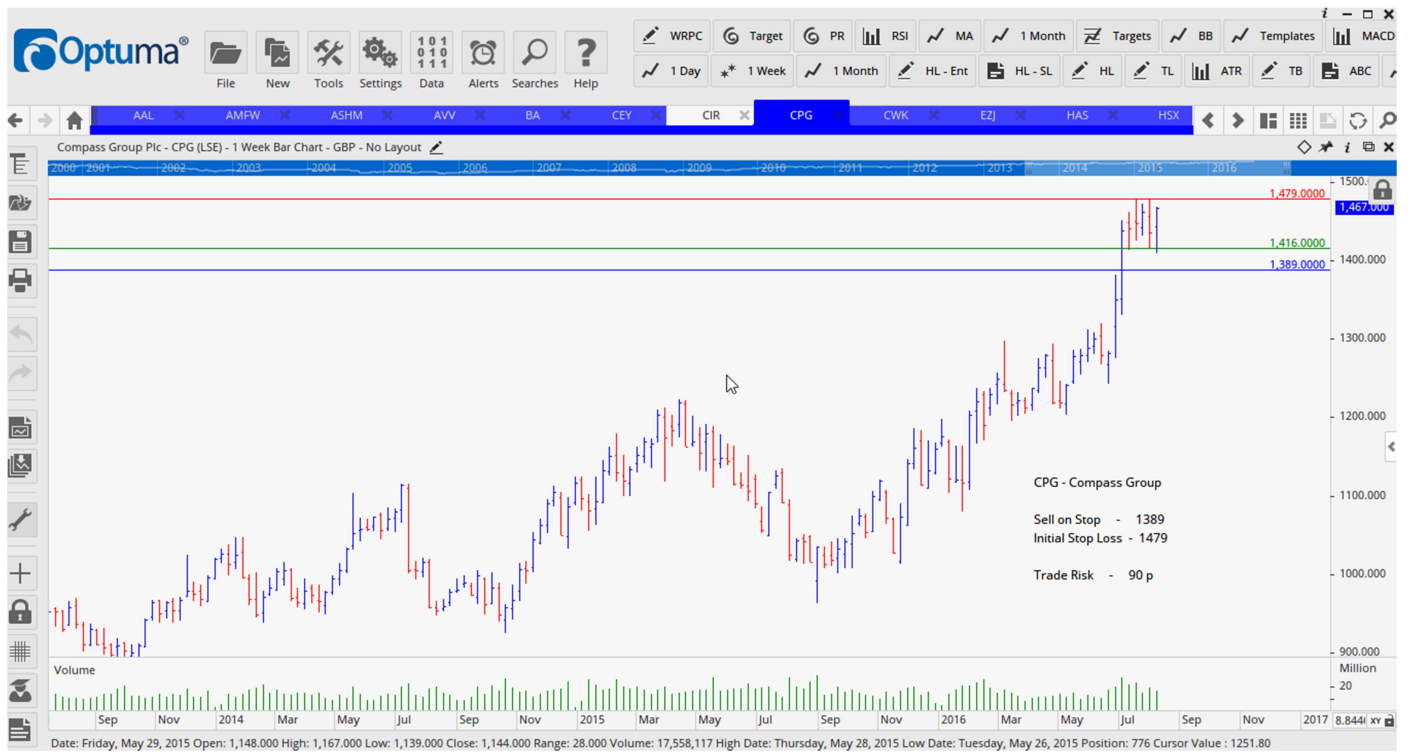 Optuma®
File New Tools Settings Data Alerts Searches Help
WRPC Target PR RSI MA 1 Month Targets BB Templates MACD
1 Day 1 Week 1 Month HL - Ent HL - SL HL TL ATR TB ABC
AAL AMFW ASHM AVV BA CEY CIR CPG CWK EZJ HAS HSX
Compass Group Plc - CPG (LSE) - 1 Week Bar Chart - GBP - No Layout
2000 2001 2002 2003 2004 2005 2006 2007 2008 2009 2010 2011 2012 2013 2014 2015 2016
1500.
1,479.0000
1,467.000
1,416.0000
1400.000
1,389.0000
1300.000
1200.000
1100.000
CPG - Compass Group
Sell on Stop - 1389
Initial Stop Loss - 1479
Trade Risk - 90 p
1000.000
900.000
Volume
Million
20
Sep Nov 2014 Mar May Jul Sep Nov 2015 Mar May Jul Sep Nov 2016 Mar May Jul Sep Nov 2017 XY
Date: Friday, May 29, 2015 Open: 1,148.000 High: 1,167.000 Low: 1,139.000 Close: 1,144.000 Range: 28.000 Volume: 17,558,117 High Date: Thursday, May 28, 2015 Low Date: Tuesday, May 26, 2015 Position: 776 Cursor Value : 1251.80